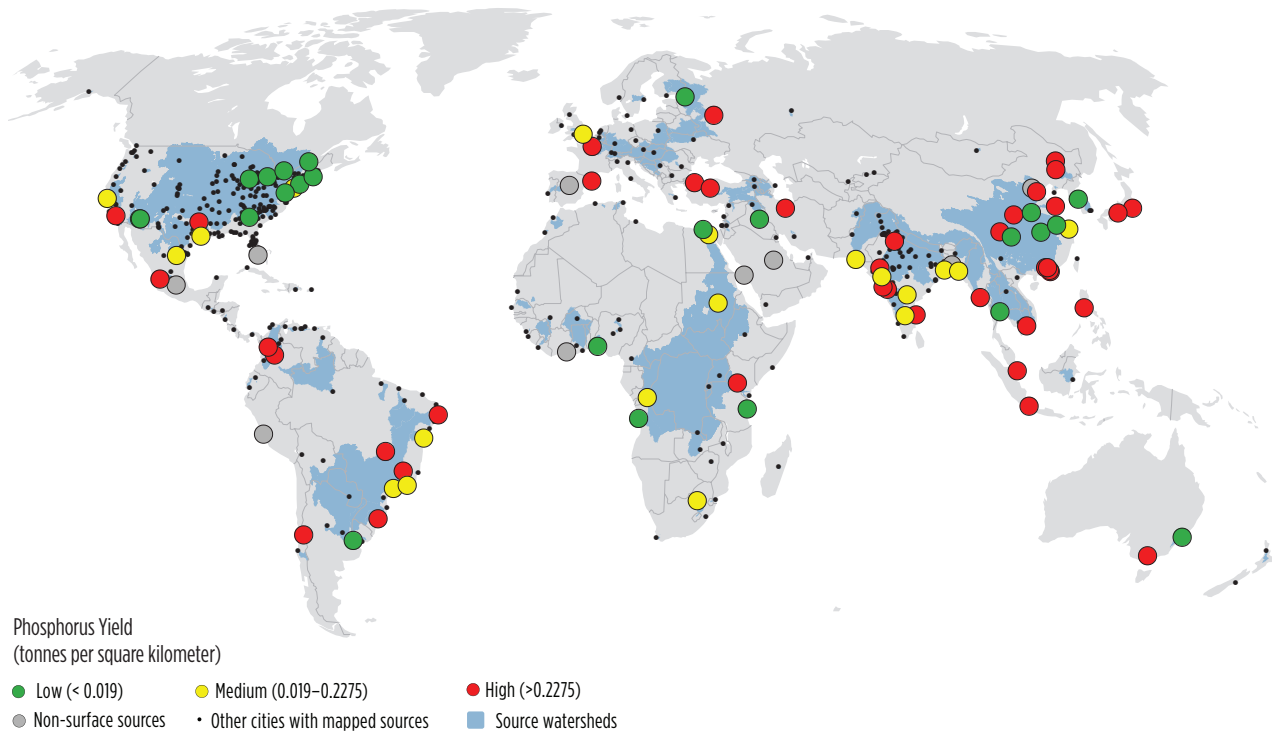 Phosphorus Yield
(tonnes per square kilometer)
Low (< 0.019)
Medium (0.019–0.2275)
High (>0.2275)
Non-surface sources
Other cities with mapped sources
Source watersheds